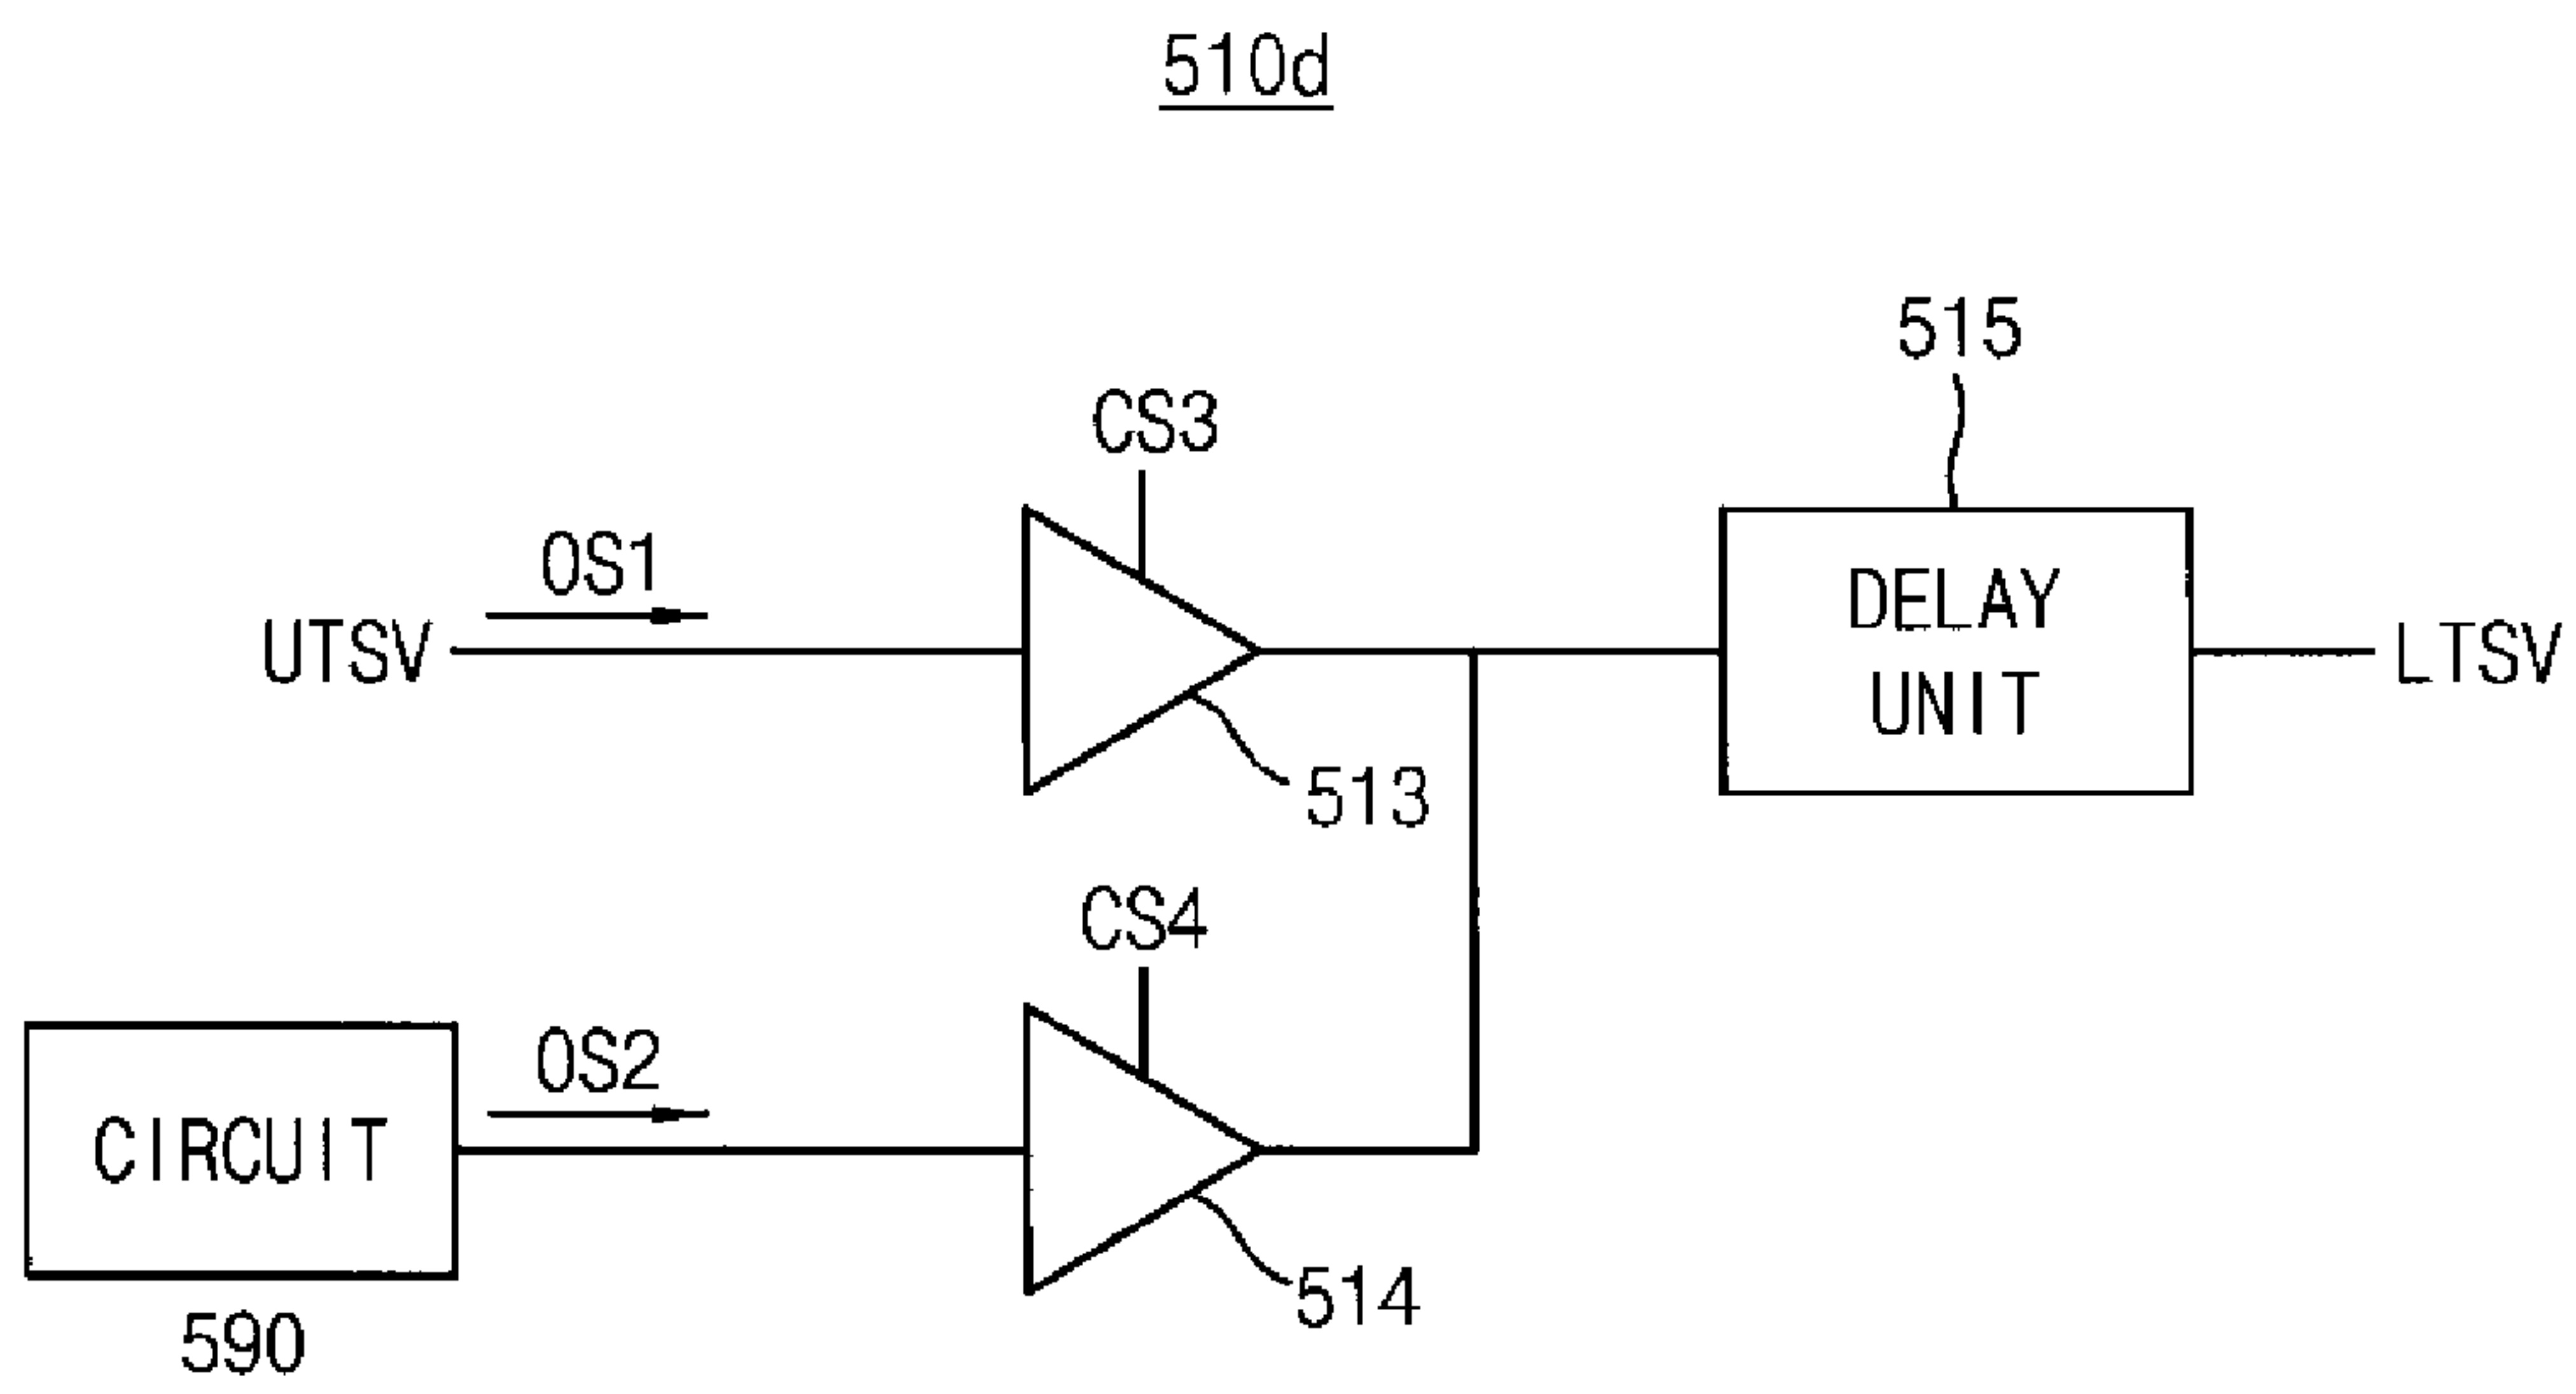 510d
515
CS3
OS1
DELAY
UNIT
UTSV
LTSV
513
CS4
OS2
CIRCUIT
514
590